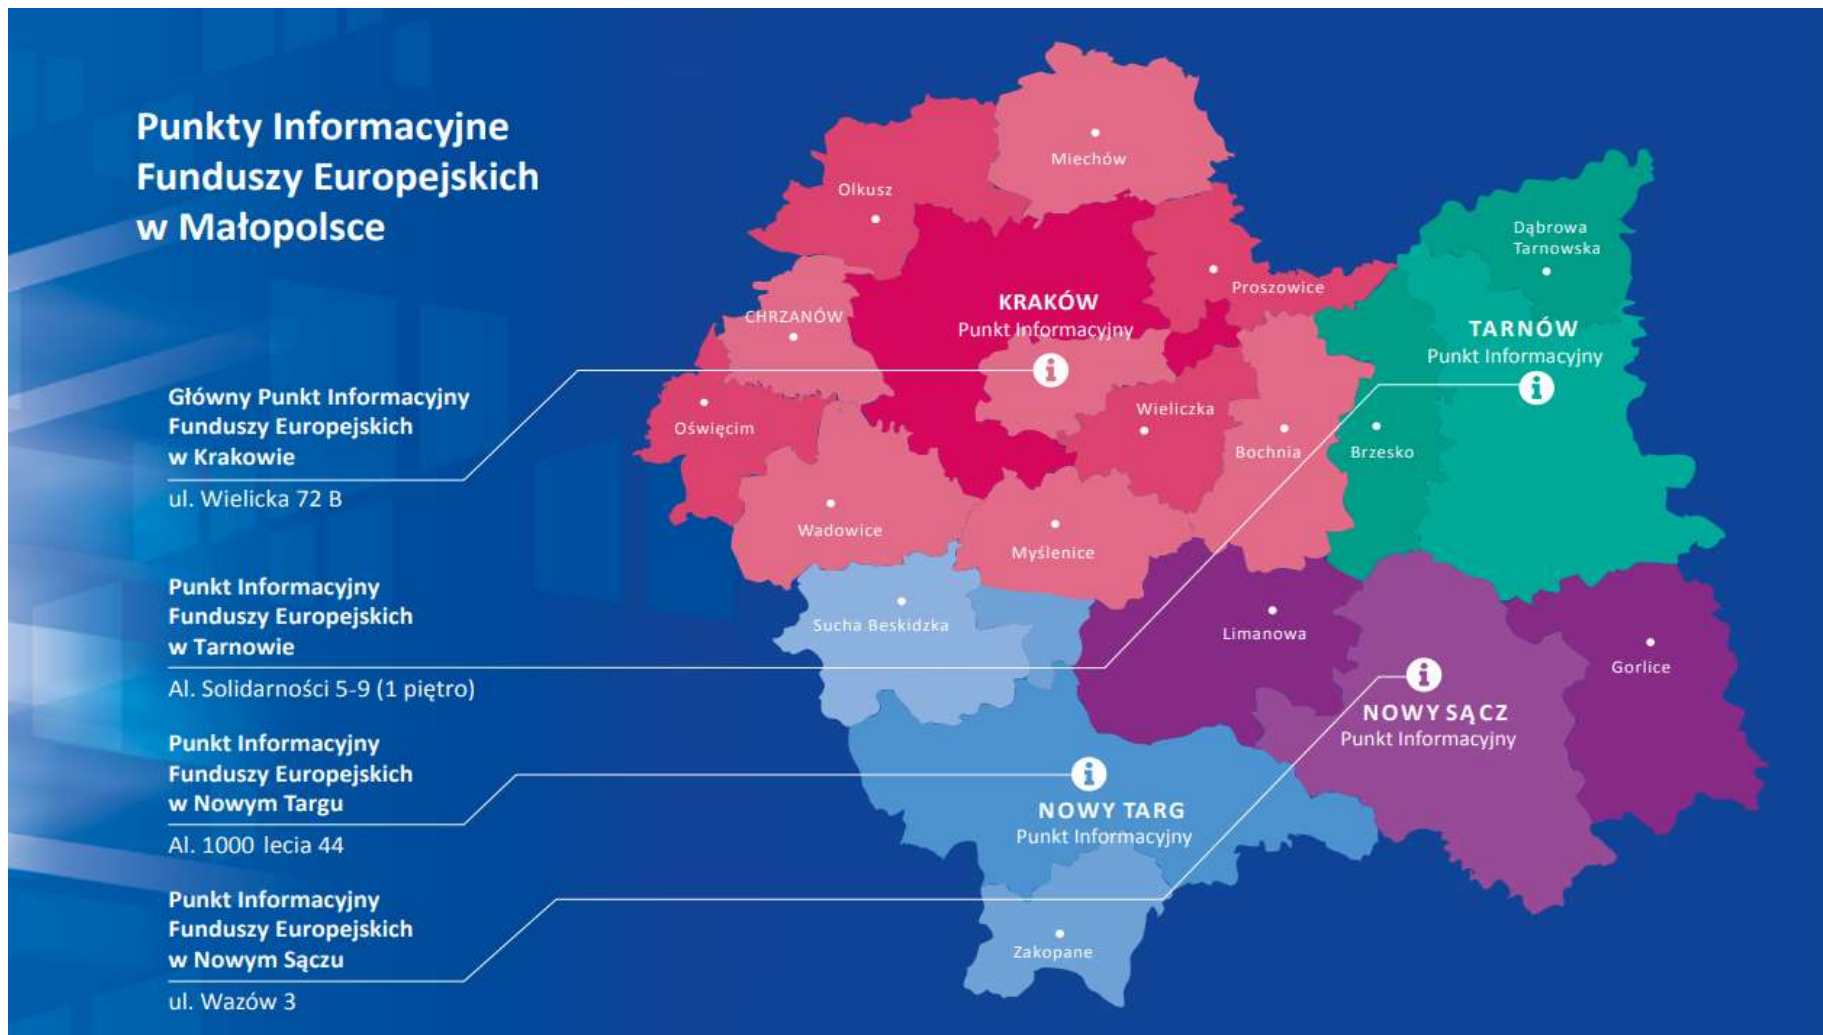 Punkty Informacyjne
Funduszy Europejskich
w Małopolsce
Główny Punkt Informacyjny
Funduszy Europejskich
w Krakowie
ul. Wielicka 72 B
Punkt Informacyjny
Funduszy Europejskich
w Tarnowie
Al. Solidarności 5-9 (1 piętro)
Punkt Informacyjny
Funduszy Europejskich
w Nowym Targu
Al. 1000 lecia 44
Punkt Informacyjny
Funduszy Europejskich
w Nowym Sączu
ul. Wazów 3
Miechów
Olkusz
Dąbrowa
Tarnowska
Proszowice
KRAKÓW
Punkt Informacyjny
CHRZANÓW
TARNÓW
Punkt Informacyjny
Wieliczka
Oświęcim
Bochnia
Brzesko
Wadowice
Myślenice
Sucha Beskidzka
Limanowa
Gorlice
NOWY SĄCZ
Punkt Informacyjny
NOWY TARG
Punkt Informacyjny
Zakopane